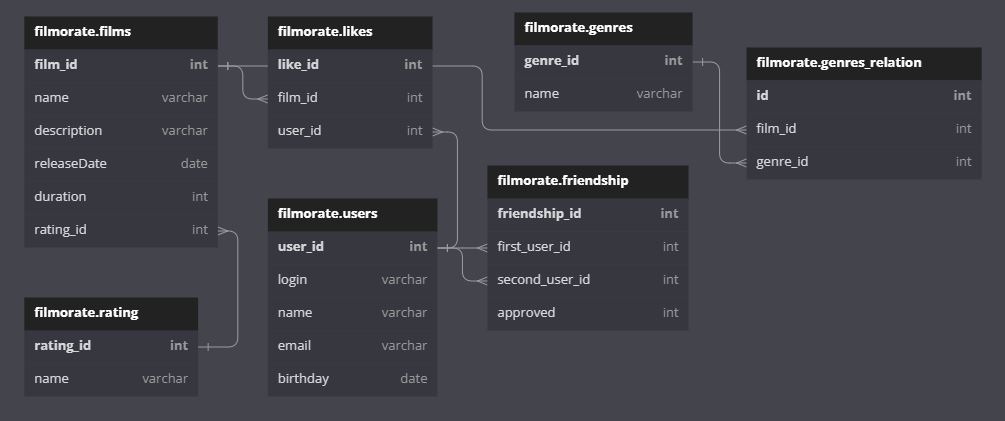 filmorate.films
film_id int
name varchar
description varchar
releaseDate date
duration int
rating_id int
filmorate.likes
like_id int
film_id int
user_id int
filmorate.genres
genre_id int
name varchar
filmorate.genres_relation
id int
film_id int
genre_id int
filmorate.friendship
friendship_id int
first_user_id int
second_user_id int
approved int
filmorate.users
user_id int
login varchar
name varchar
email varchar
birthday date
filmorate.rating
rating_id int
name varchar